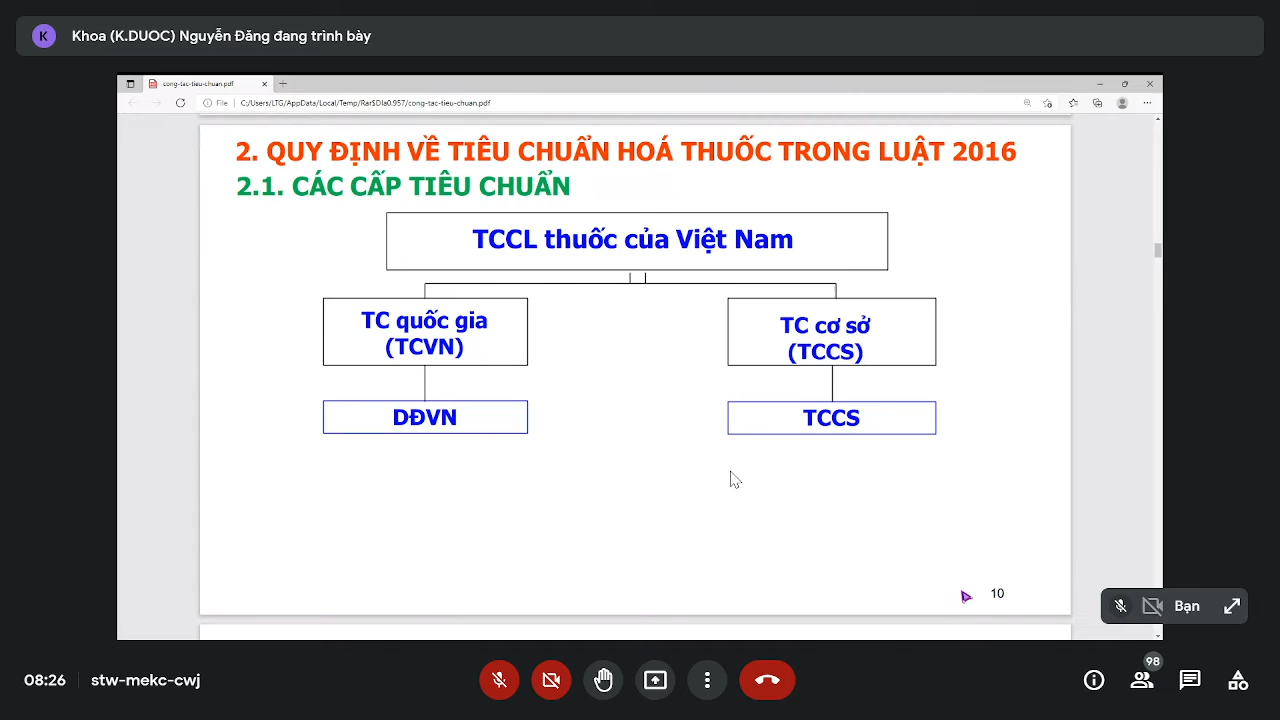 K
Khoa (K.DUOC) Nguyễn Đăng đang trình bày
cong-tac-tieu-chuan.pdf
File
C:/Users/LTG/AppData/Local/Temp/Rar$DIa0.957/cong-tac-tieu-chuan.pdf
2. QUY ĐỊNH VỀ TIÊU CHUẨN HOÁ THUỐC TRONG LUẬT 2016
2.1. CÁC CẤP TIÊU CHUẨN
TCCL thuốc của Việt Nam
TC quốc gia
(TCVN)
TC cơ sở
(TCCS)
DĐVN
TCCS
10
Bạn
08:26
stw-mekc-cwj
98